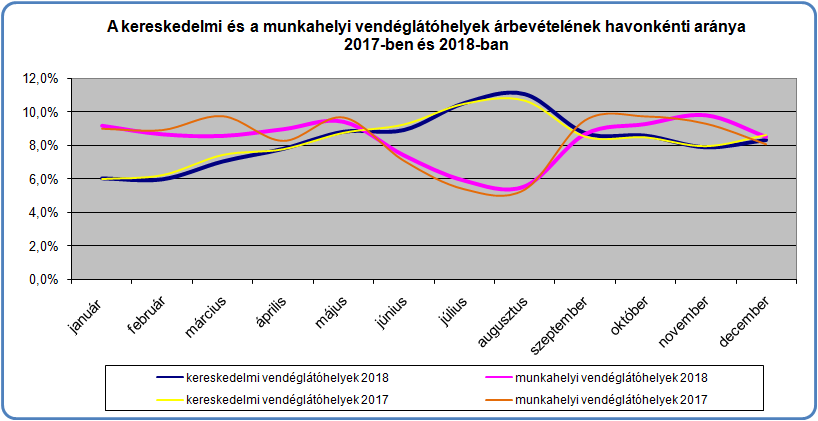 A kereskedelmi és a munkahelyi vendéglátóhelyek árbevételének havonkénti aránya
2017-ben és 2018-ban
12,0%
10,0%
8,0%
6,0%
4,0%
2,0%
0,0%
január
február
március
április
május
június
július
augusztus
szeptember
október
november
december
kereskedelmi vendéglátóhelyek 2018
munkahelyi vendéglátóhelyek 2018
kereskedelmi vendéglátóhelyek 2017
munkahelyi vendéglátóhelyek 2017